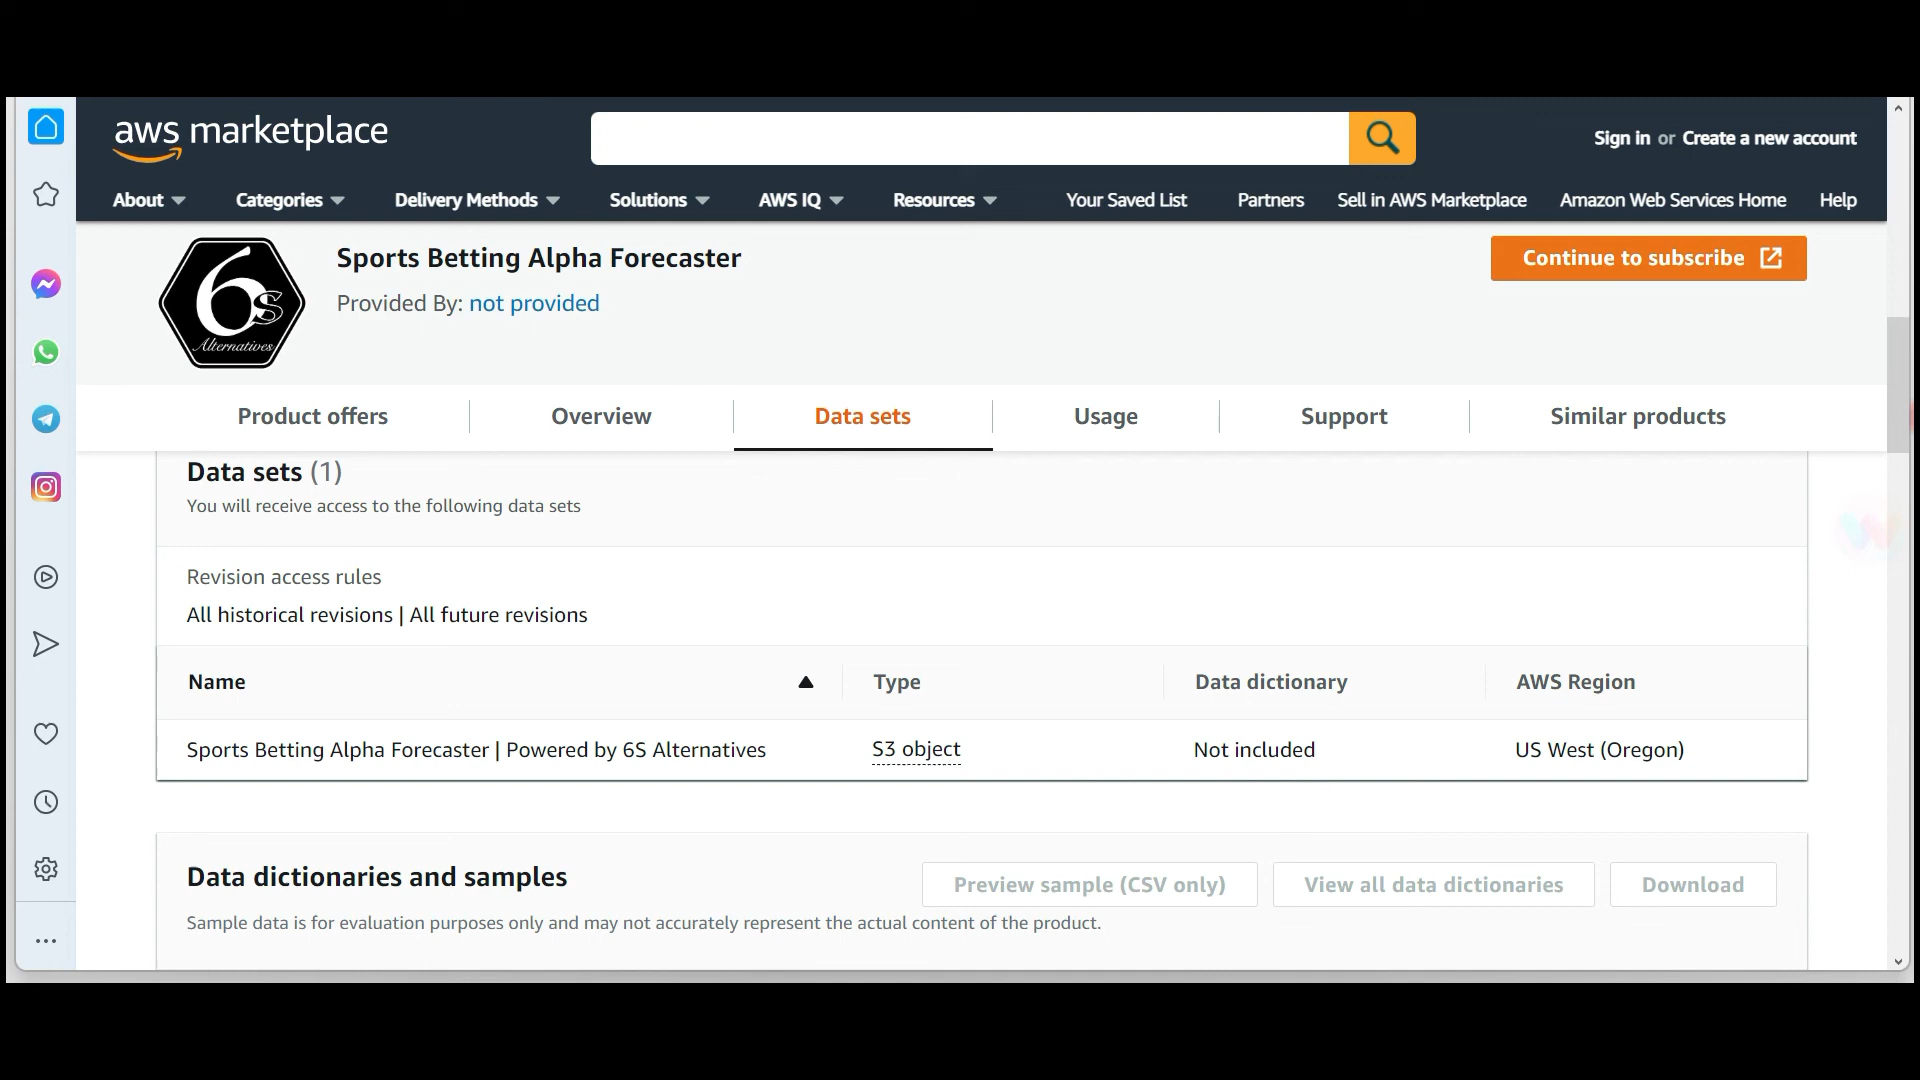 aws marketplace
Sign in or Create a new account
About Categories Delivery Methods Solutions AWS IQ Resources Your Saved List Partners Sell in AWS Marketplace Amazon Web Services Home Help
6s
Alternatives
Sports Betting Alpha Forecaster
Continue to subscribe
Provided By: not provided
Product offers Overview Data sets Usage Support Similar products
Data sets (1)
You will receive access to the following data sets
Revision access rules
All historical revisions | All future revisions
Name Type Data dictionary AWS Region
Sports Betting Alpha Forecaster | Powered by 6S Alternatives S3 object Not included US West (Oregon)
Data dictionaries and samples
Preview sample (CSV only) View all data dictionaries Download
Sample data is for evaluation purposes only and may not accurately represent the actual content of the product.